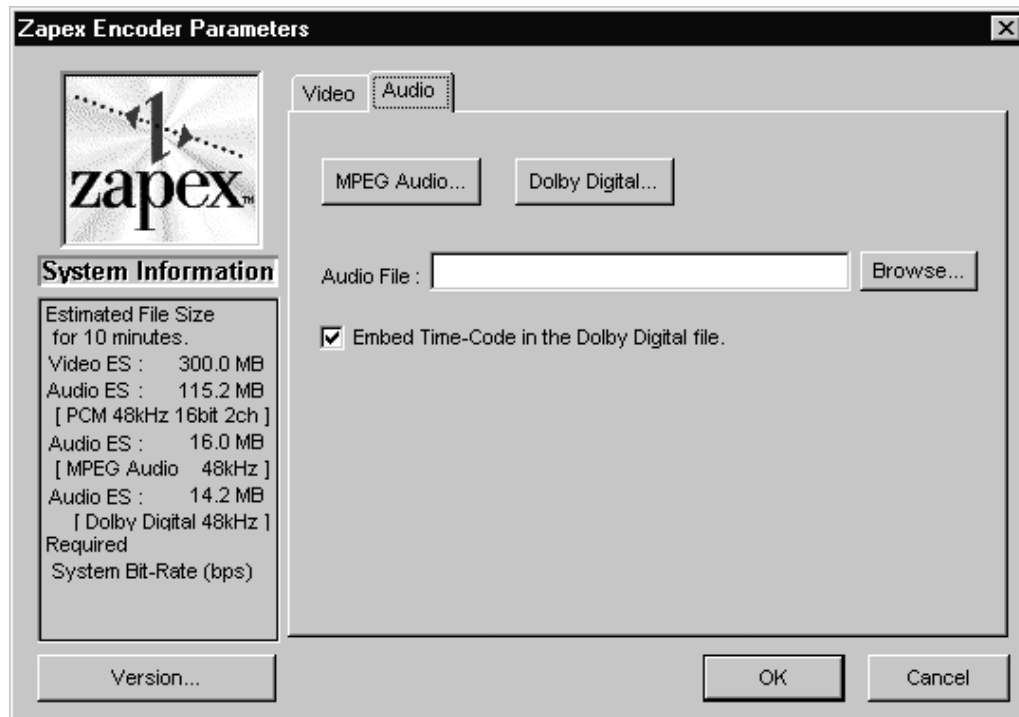 Zapex Encoder Parameters
zapex™
System Information
Estimated File Size
for 10 minutes.
Video ES : 300.0 MB
Audio ES : 115.2 MB
[ PCM 48kHz 16bit 2ch ]
Audio ES : 16.0 MB
[ MPEG Audio 48kHz ]
Audio ES : 14.2 MB
[ Dolby Digital 48kHz ]
Required
System Bit-Rate (bps)
Version...
Video
Audio
MPEG Audio...
Dolby Digital...
Audio File :
Browse...
Embed Time-Code in the Dolby Digital file.
OK
Cancel